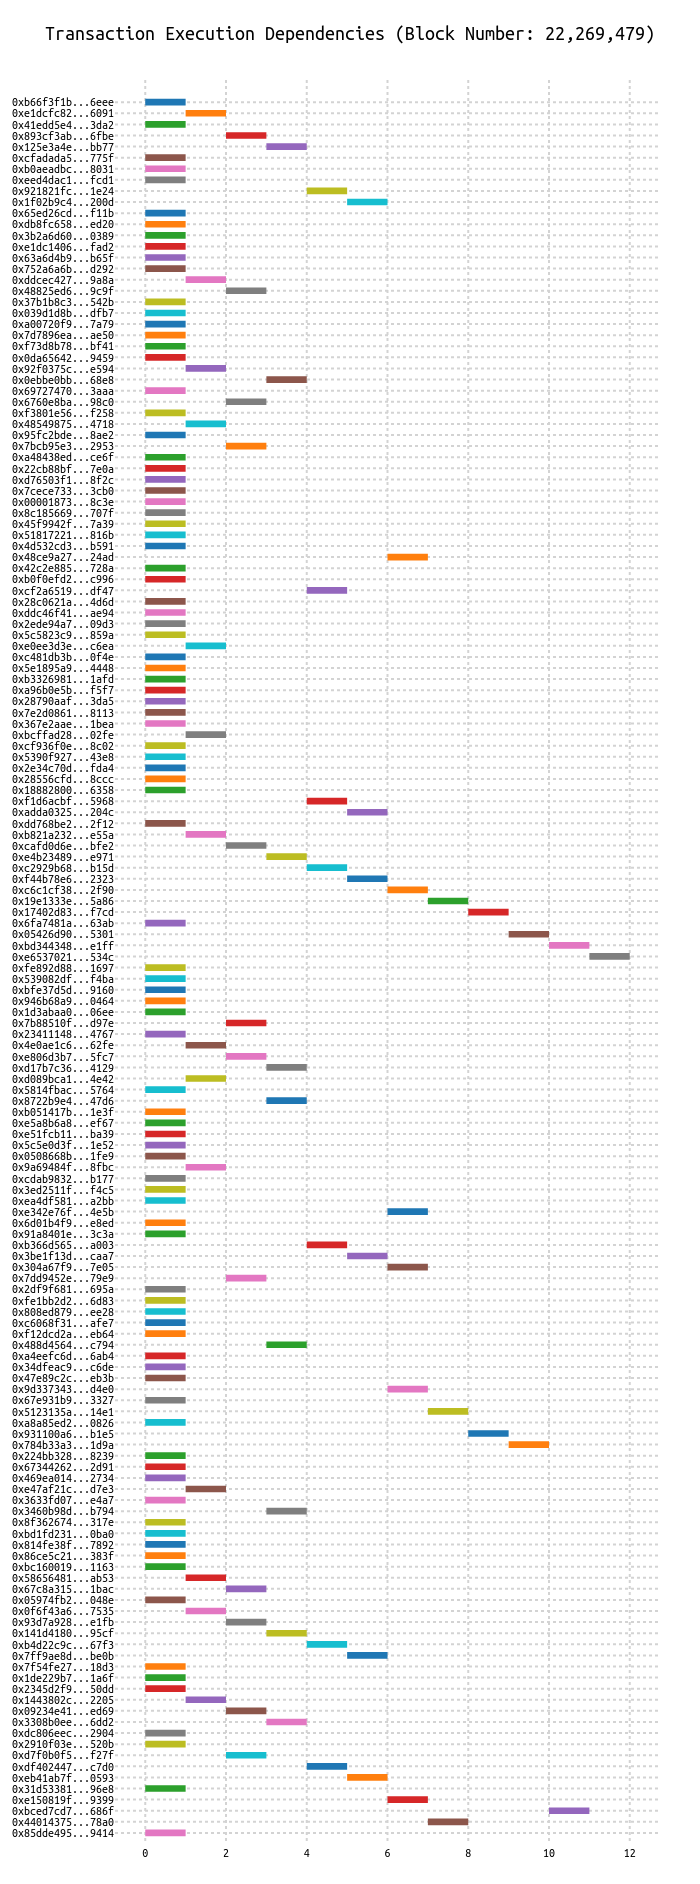 Transaction Execution Dependencies (Block Number: 22,269,479)
0xb66f3f1b...6eee
0xe1dcfc82...6091
0x41edd5e4...3da2
0x893cf3ab...6fbe
0x125e3a4e...bb77
0xcfadada5...775f
0xb0aeadbc...8031
0xeed4dac1...fcd1
0x921821fc...1e24
0x1f02b9c4...200d
0x65ed26cd...f11b
0xdb8fc658...ed20
0x3b2a6d60...0389
0xe1dc1406...fad2
0x63a6d4b9...b65f
0x752a6a6b...d292
0xddcec427...9a8a
0x48825ed6...9c9f
0x37b1b8c3...542b
0x039d1d8b...dfb7
0xa00720f9...7a79
0x7d7896ea...ae50
0xf73d8b78...bf41
0x0da65642...9459
0x92f0375c...e594
0x0ebbe0bb...68e8
0x69727470...3aaa
0x6760e8ba...98c0
0xf3801e56...f258
0x48549875...4718
0x95fc2bde...8ae2
0x7bcb95e3...2953
0xa48438ed...ce6f
0x22cb88bf...7e0a
0xd76503f1...8f2c
0x7cece733...3cb0
0x00001873...8c3e
0x8c185669...707f
0x45f9942f...7a39
0x51817221...816b
0x4d532cd3...b591
0x48ce9a27...24ad
0x42c2e885...728a
0xb0f0efd2...c996
0xcf2a6519...df47
0x28c0621a...4d6d
0xddc46f41...ae94
0x2ede94a7...09d3
0x5c5823c9...859a
0xe0ee3d3e...c6ea
0xc481db3b...0f4e
0x5e1895a9...4448
0xb3326981...1afd
0xa96b0e5b...f5f7
0x28790aaf...3da5
0x7e2d0861...8113
0x367e2aae...1bea
0xbcffad28...02fe
0xcf936f0e...8c02
0x5390f927...43e8
0x2e34c70d...fda4
0x28556cfd...8ccc
0x18882800...6358
0xf1d6acbf...5968
0xadda0325...204c
0xdd768be2...2f12
0xb821a232...e55a
0xcafd0d6e...bfe2
0xe4b23489...e971
0xc2929b68...b15d
0xf44b78e6...2323
0xc6c1cf38...2f90
0x19e1333e...5a86
0x17402d83...f7cd
0x6fa7481a...63ab
0x05426d90...5301
0xbd344348...e1ff
0xe6537021...534c
0xfe892d88...1697
0x539082df...f4ba
0xbfe37d5d...9160
0x946b68a9...0464
0x1d3abaa0...06ee
0x7b88510f...d97e
0x23411148...4767
0x4e0ae1c6...62fe
0xe806d3b7...5fc7
0xd17b7c36...4129
0xd089bca1...4e42
0x5814fbac...5764
0x8722b9e4...47d6
0xb051417b...1e3f
0xe5a8b6a8...ef67
0xe51fcb11...ba39
0x5c5e0d3f...1e52
0x0508668b...1fe9
0x9a69484f...8fbc
0xcdab9832...b177
0x3ed2511f...f4c5
0xea4df581...a2bb
0xe342e76f...4e5b
0x6d01b4f9...e8ed
0x91a8401e...3c3a
0xb366d565...a003
0x3be1f13d...caa7
0x304a67f9...7e05
0x7dd9452e...79e9
0x2df9f681...695a
0xfe1bb2d2...6d83
0x808ed879...ee28
0xc6068f31...afe7
0xf12dcd2a...eb64
0x488d4564...c794
0xa4eefc6d...6ab4
0x34dfeac9...c6de
0x47e89c2c...eb3b
0x9d337343...d4e0
0x67e931b9...3327
0x5123135a...14e1
0xa8a85ed2...0826
0x931100a6...b1e5
0x784b33a3...1d9a
0x224bb328...8239
0x67344262...2d91
0x469ea014...2734
0xe47af21c...d7e3
0x3633fd07...e4a7
0x3460b98d...b794
0x8f362674...317e
0xbd1fd231...0ba0
0x814fe38f...7892
0x86ce5c21...383f
0xbc160019...1163
0x58656481...ab53
0x67c8a315...1bac
0x05974fb2...048e
0x0f6f43a6...7535
0x93d7a928...e1fb
0x141d4180...95cf
0xb4d22c9c...67f3
0x7ff9ae8d...be0b
0x7f54fe27...18d3
0x1de229b7...1a6f
0x2345d2f9...50dd
0x1443802c...2205
0x09234e41...ed69
0x3308b0ee...6dd2
0xdc806eec...2904
0x2910f03e...520b
0xd7f0b0f5...f27f
0xdf402447...c7d0
0xeb41ab7f...0593
0x31d53381...96e8
0xe150819f...9399
0xbced7cd7...686f
0x44014375...78a0
0x85dde495...9414
0 2 4 6 8 10 12